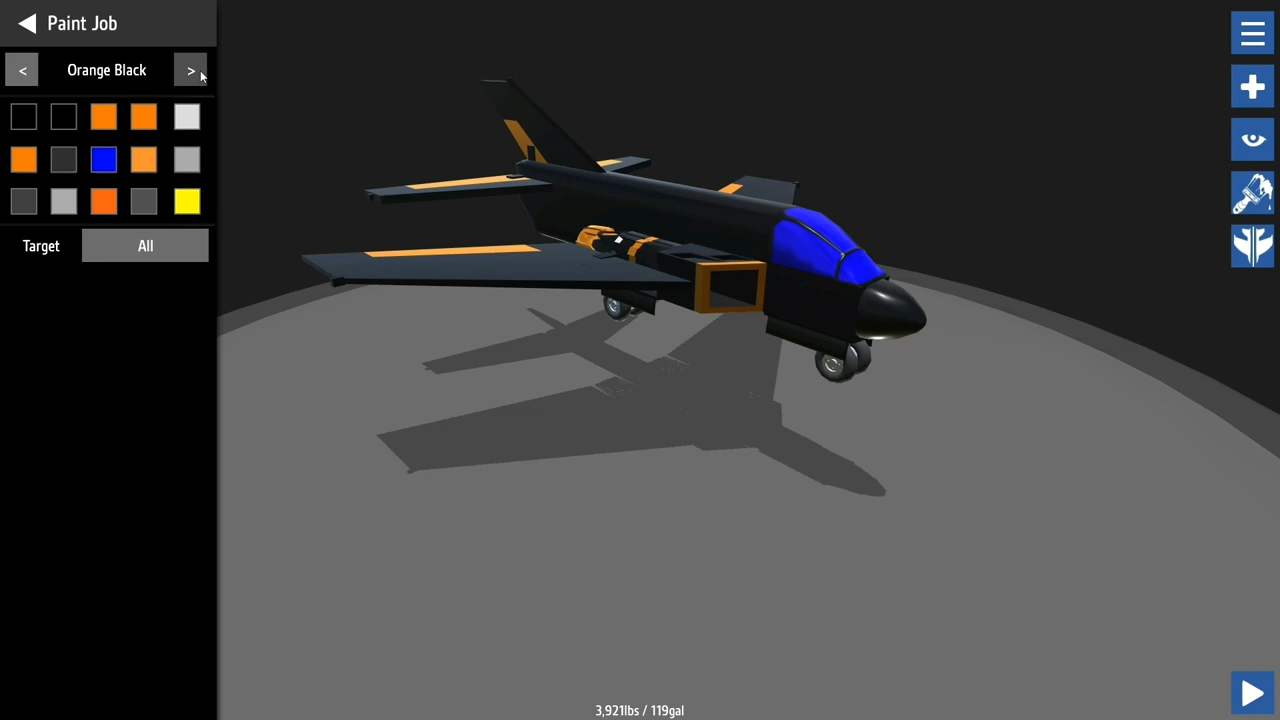 Paint Job
< Orange Black >
Target All
3,921lbs / 119gal